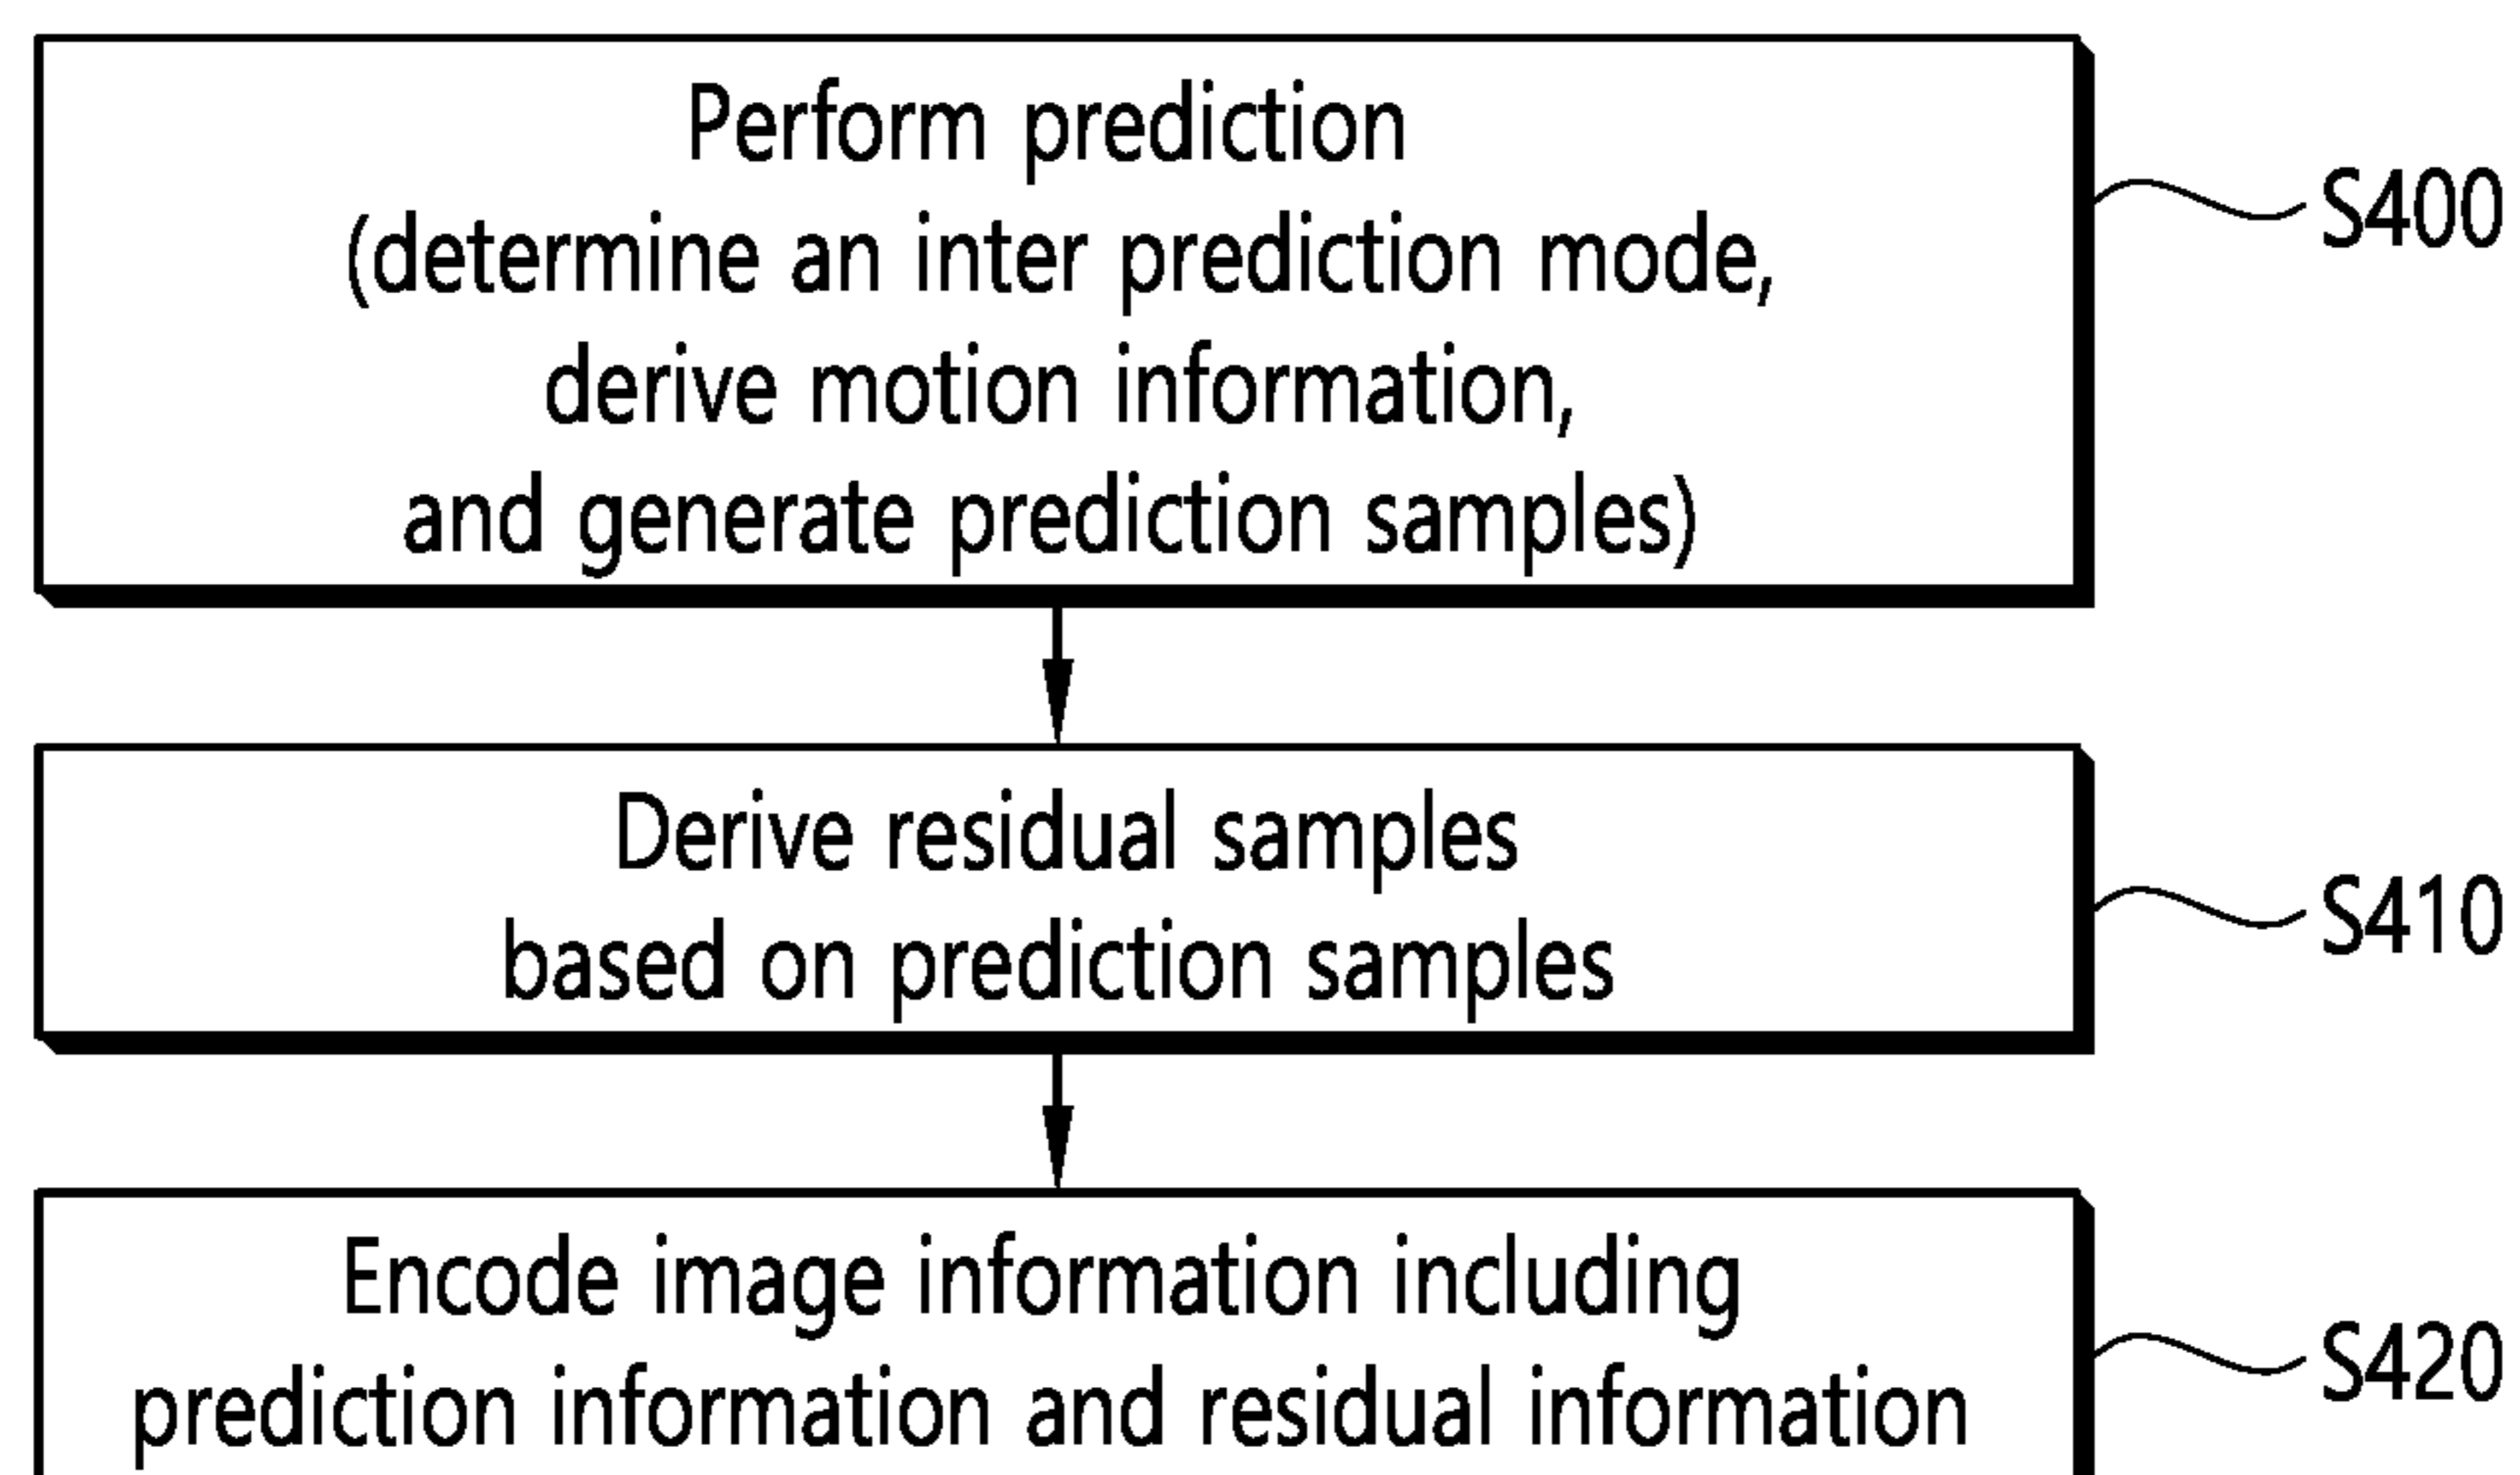 Perform prediction
(determine an inter prediction mode,
derive motion information,
and generate prediction samples)
S400
Derive residual samples
based on prediction samples
S410
Encode image information including
prediction information and residual information
S420